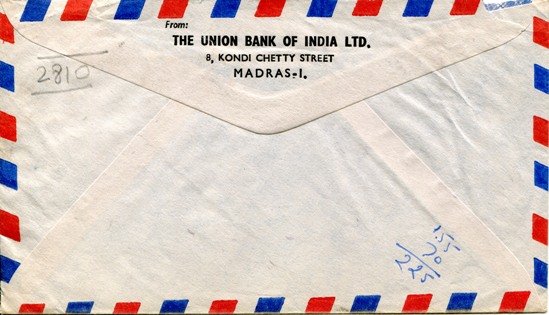 From:
THE UNION BANK OF INDIA LTD.
8, KONDI CHETTY STREET
MADRAS-1.
2810